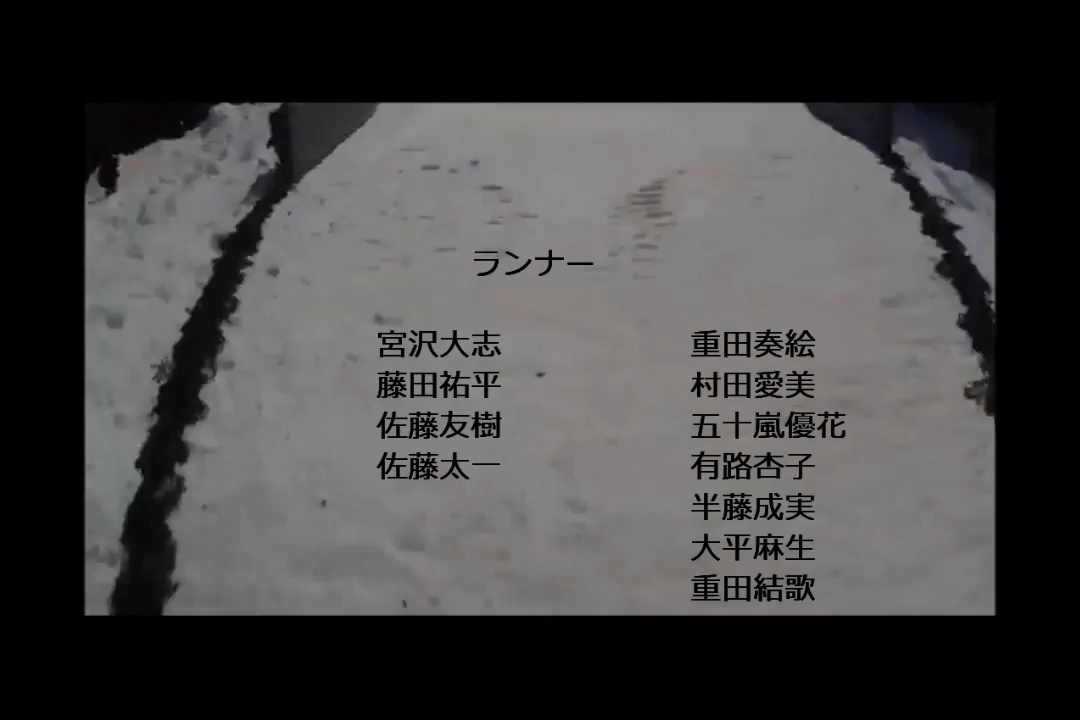 ランナー
宮沢大志
藤田祐平
佐藤友樹
佐藤太一
重田奏絵
村田愛美
五十嵐優花
有路杏子
半藤成実
大平麻生
重田結歌